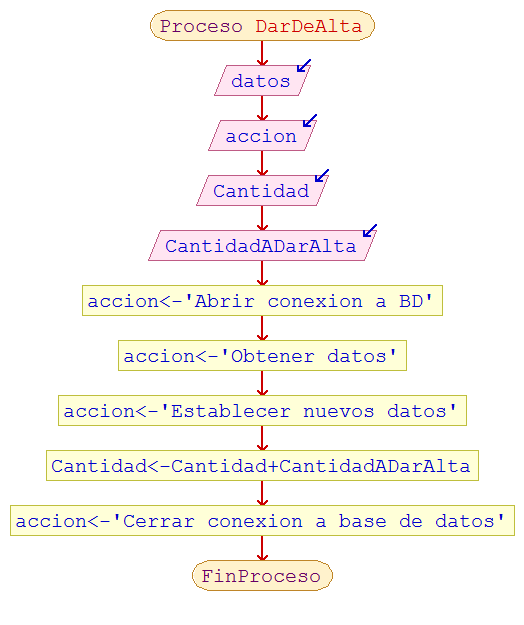 Proceso DarDeAlta
datos
accion
Cantidad
CantidadADarAlta
accion<-'Abrir conexion a BD'
accion<-'Obtener datos'
accion<-'Establecer nuevos datos'
Cantidad<-Cantidad+CantidadADarAlta
accion<-'Cerrar conexion a base de datos'
FinProceso